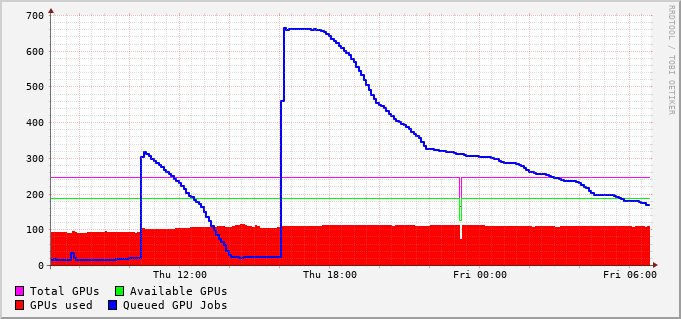 RRDTOOL / TOBI OETIKER
700
600
500
400
300
200
100
0
Thu 12:00 Thu 18:00 Fri 00:00 Fri 06:00
Total GPUs Available GPUs
GPUs used Queued GPU Jobs